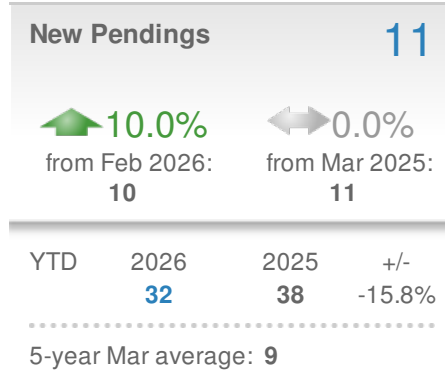 New Pendings 11
10.0% 0.0%
from Feb 2026: from Mar 2025:
10 11
YTD 2026 2025 +/-
32 38 -15.8%
5-year Mar average: 9